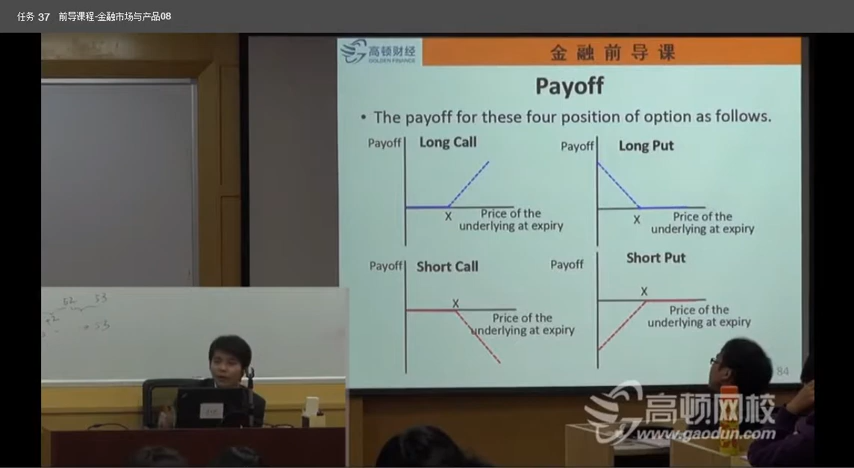 任务 37 前导课程-金融市场与产品08
高顿财经
GOLDEN FINANCE
金融前导课
Payoff
• The payoff for these four position of option as follows.
Payoff
Long Call
X
Price of the
underlying at expiry
Payoff
Long Put
X
Price of the
underlying at expiry
Payoff
Short Call
X
Price of the
underlying at expiry
Payoff
Short Put
X
Price of the
underlying at expiry
84
52 53
53
高顿网校
www.gaodun.com